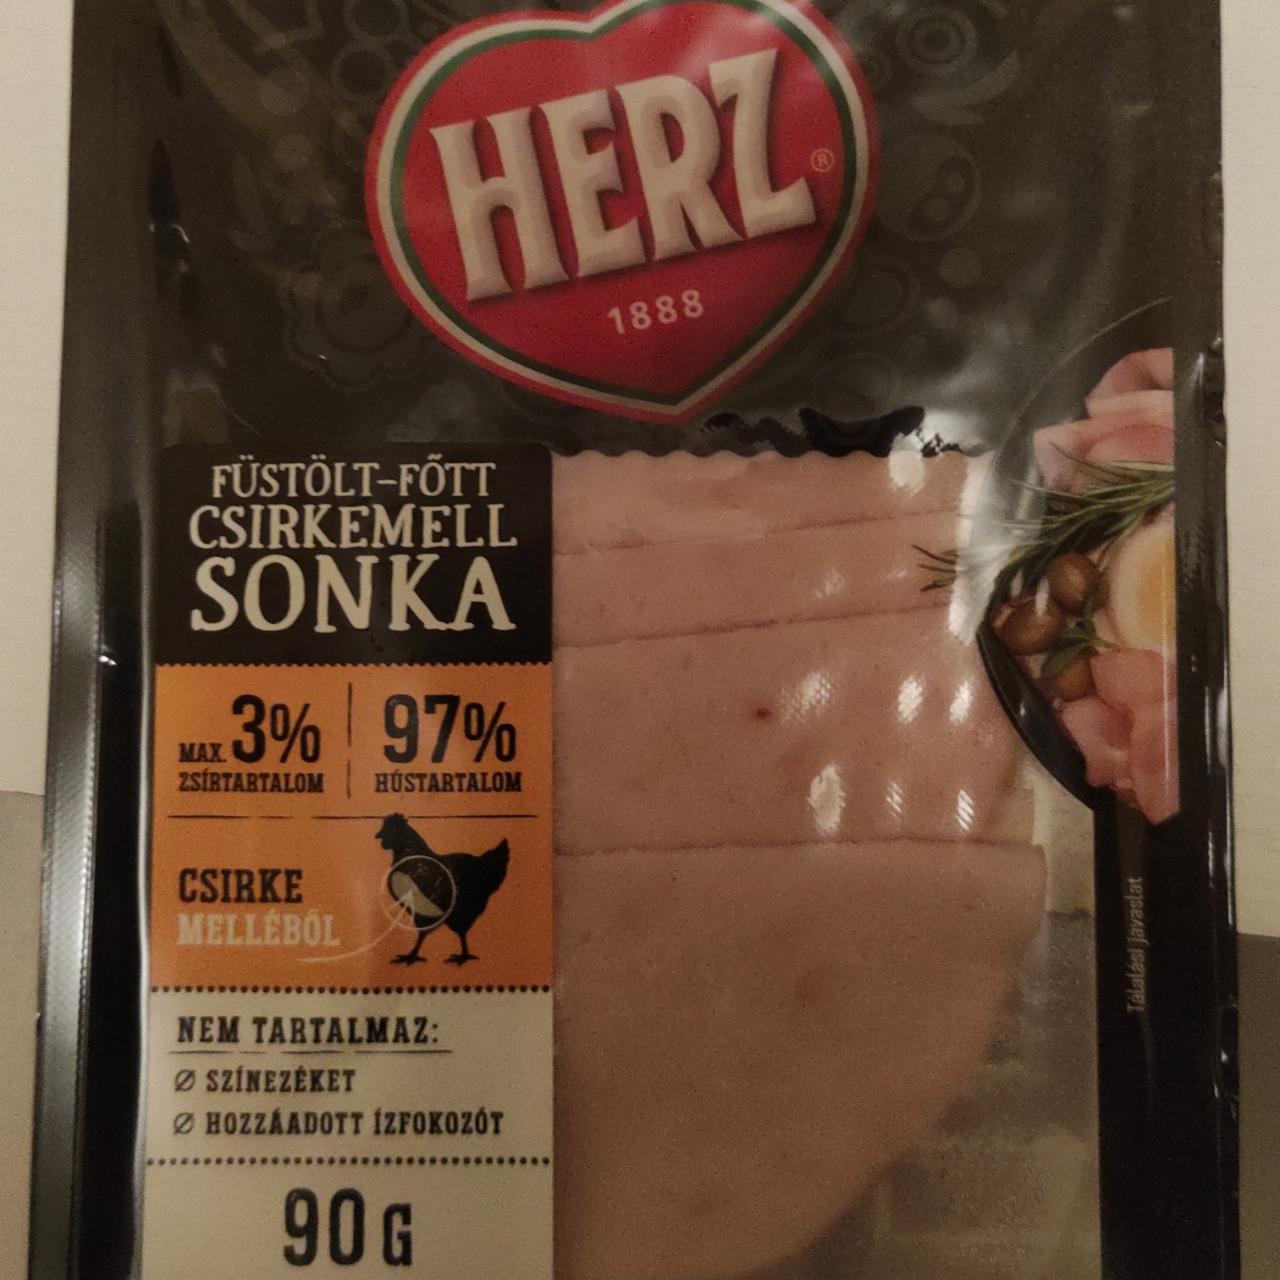 HERZ
®
1888
FÜSTÖLT-FŐTT
CSIRKEMELL
SONKA
MAX. 3%
ZSÍRTARTALOM
97%
HÚSTARTALOM
CSIRKE
MELLÉBŐL
NEM TARTALMAZ:
Ø SZÍNEZÉKET
Ø HOZZÁADOTT ÍZFOKOZÓT
90 G
Tálalási javaslat